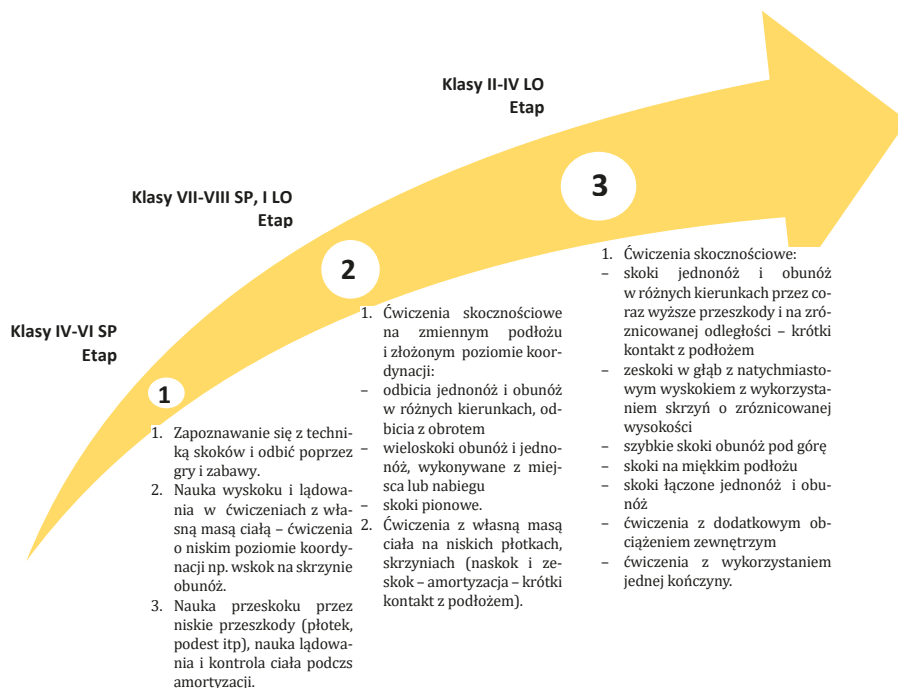 Klasy IV-VI SP
Etap
1
1. Zapoznawanie się z techni-
ką skoków i odbić poprzez
gry i zabawy.
2. Nauka wyskoku i lądowa-
nia w ćwiczeniach z wła-
sną masą ciałą – ćwiczenia
o niskim poziomie koordy-
nacji np. wskok na skrzynie
obunóż.
3. Nauka przeskoku przez
niskie przeszkody (płotek,
podest itp), nauka lądowa-
nia i kontrola ciała podczs
amortyzacji.
Klasy VII-VIII SP, I LO
Etap
2
1. Ćwiczenia skocznościowe
na zmiennym podłożu
i złożonym poziomie koor-
dynacji:
– odbicia jednonóż i obunóż
w różnych kierunkach, od-
bicia z obrotem
– wieloskoki obunóż i jedno-
nóż, wykonywane z miej-
sca lub nabiegu
– skoki pionowe.
2. Ćwiczenia z własną masą
ciała na niskich płotkach,
skrzyniach (naskok i ze-
skok – amortyzacja – krótki
kontakt z podłożem).
Klasy II-IV LO
Etap
3
1. Ćwiczenia skocznościowe:
– skoki jednonóż i obunóż
w różnych kierunkach przez co-
raz wyższe przeszkody i na zró-
znicowanej odległości – krótki
kontakt z podłożem
– zeskoki w głąb z natychmiasto-
wym wyskokiem z wykorzysta-
niem skrzyń o zróznicowanej
wysokości
– szybkie skoki obunóż pod górę
– skoki na miękkim podłożu
– skoki łączone jednonóż i obu-
nóż
– ćwiczenia z dodatkowym ob-
ciążeniem zewnętrzym
– ćwiczenia z wykorzystaniem
jednej kończyny.